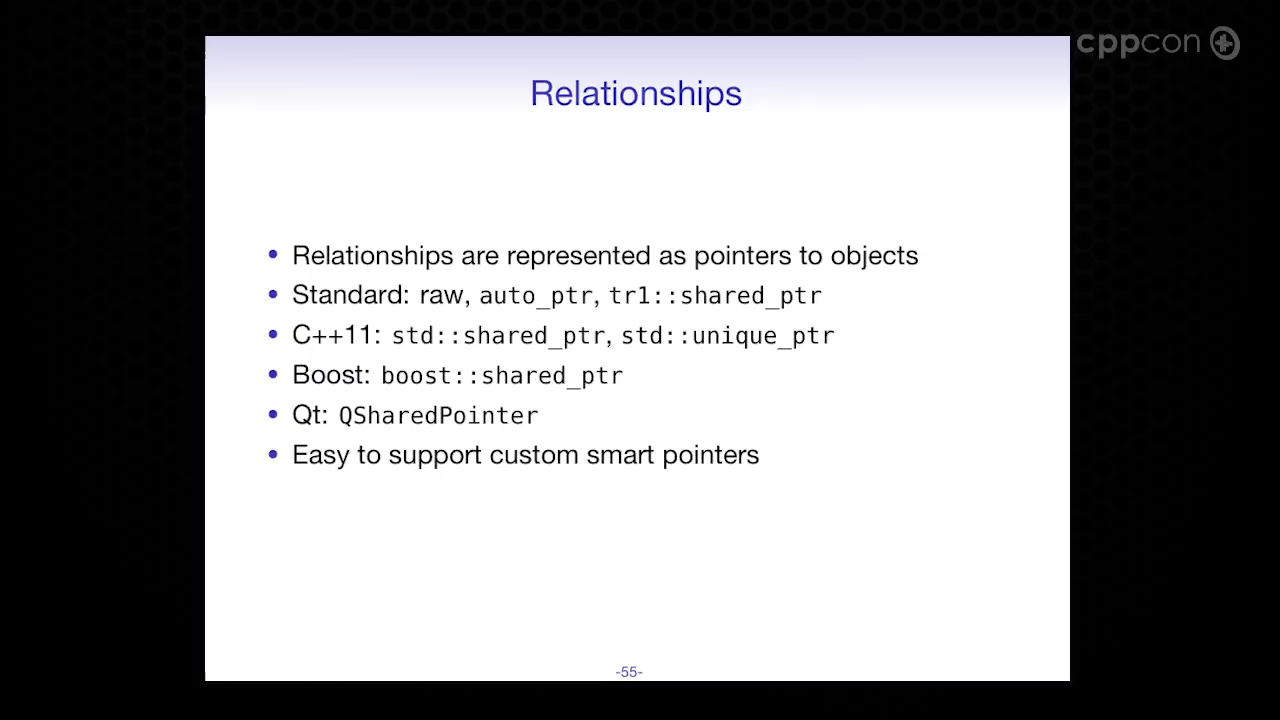 cppcon
Relationships
• Relationships are represented as pointers to objects
• Standard: raw, auto_ptr, tr1::shared_ptr
• C++11: std::shared_ptr, std::unique_ptr
• Boost: boost::shared_ptr
• Qt: QSharedPointer
• Easy to support custom smart pointers
-55-